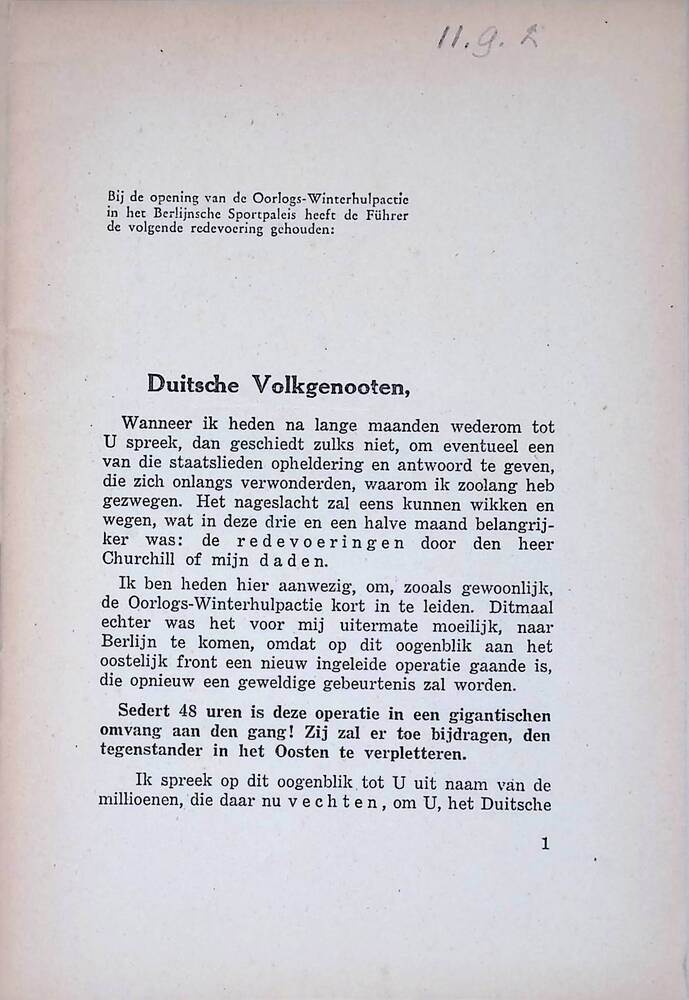 11.9.2
Bij de opening van de Oorlogs-Winterhulpactie
in het Berlijnsche Sportpaleis heeft de Führer
de volgende redevoering gehouden:
Duitsche Volkgenooten,
Wanneer ik heden na lange maanden wederom tot
U spreek, dan geschiedt zulks niet, om eventueel een
van die staatslieden opheldering en antwoord te geven,
die zich onlangs verwonderden, waarom ik zoolang heb
gezwegen. Het nageslacht zal eens kunnen wikken en
wegen, wat in deze drie en een halve maand belangrij-
ker was: de redevoeringen door den heer
Churchill of mijn daden.
Ik ben heden hier aanwezig, om, zooals gewoonlijk,
de Oorlogs-Winterhulpactie kort in te leiden. Ditmaal
echter was het voor mij uitermate moeilijk, naar
Berlijn te komen, omdat op dit oogenblik aan het
oostelijk front een nieuw ingeleide operatie gaande is,
die opnieuw een geweldige gebeurtenis zal worden.
Sedert 48 uren is deze operatie in een gigantischen
omvang aan den gang! Zij zal er toe bijdragen, den
tegenstander in het Oosten te verpletteren.
Ik spreek op dit oogenblik tot U uit naam van de
millioenen, die daar nu vechten, om U, het Duitsche
1